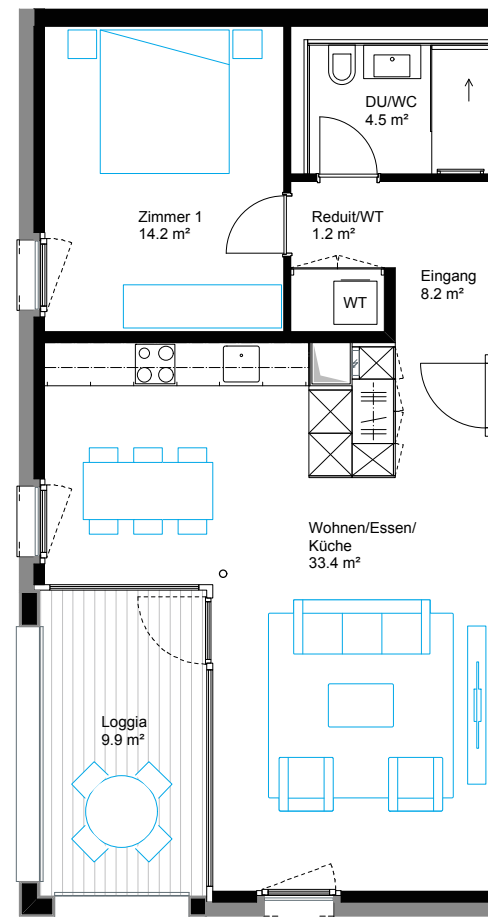 DU/WC
4.5 m²
Zimmer 1
14.2 m²
Reduit/WT
1.2 m²
Eingang
8.2 m²
WT
Wohnen/Essen/
Küche
33.4 m²
Loggia
9.9 m²